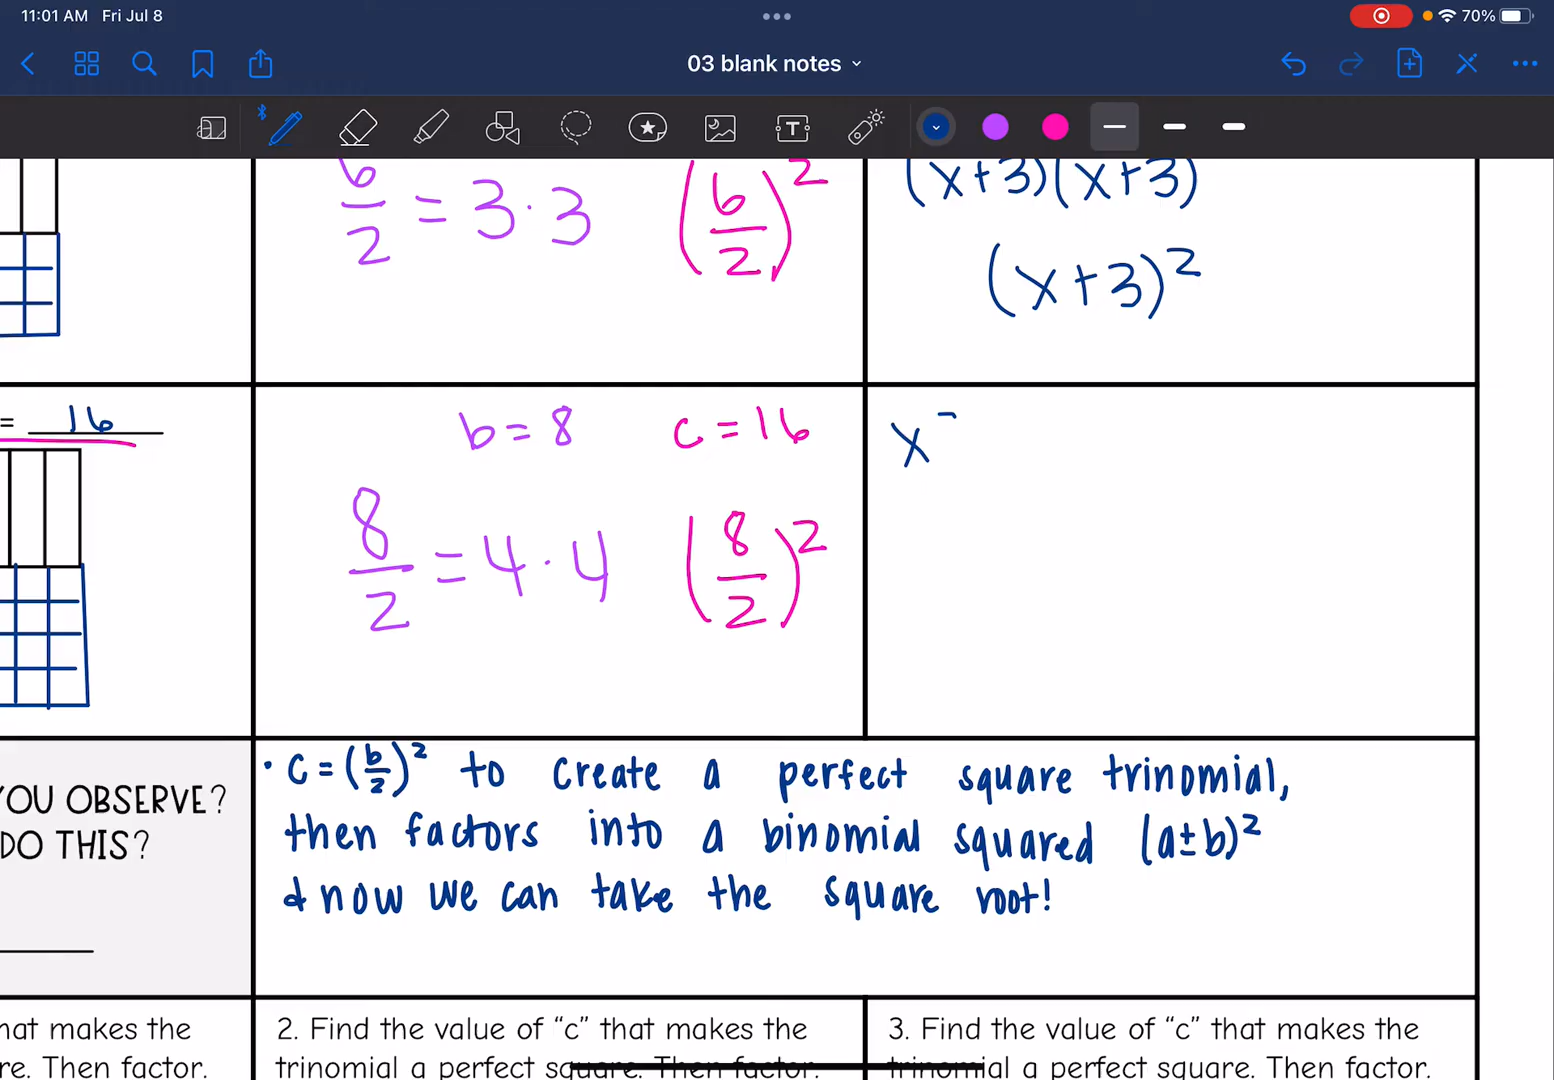 11:01 AM Fri Jul 8
70%
03 blank notes
T
6/2 = 3·3
(6/2)²
(x+3)(x+3)
(x+3)²
= 16
b = 8
c = 16
x
8/2 = 4·4
(8/2)²
YOU OBSERVE?
DO THIS?
· c = (b/2)² to create a perfect square trinomial,
then factors into a binomial squared (a±b)²
& now we can take the square root!
hat makes the
re. Then factor.
2. Find the value of “c” that makes the
trinomial a perfect square. Then factor.
3. Find the value of “c” that makes the
trinomial a perfect square. Then factor.